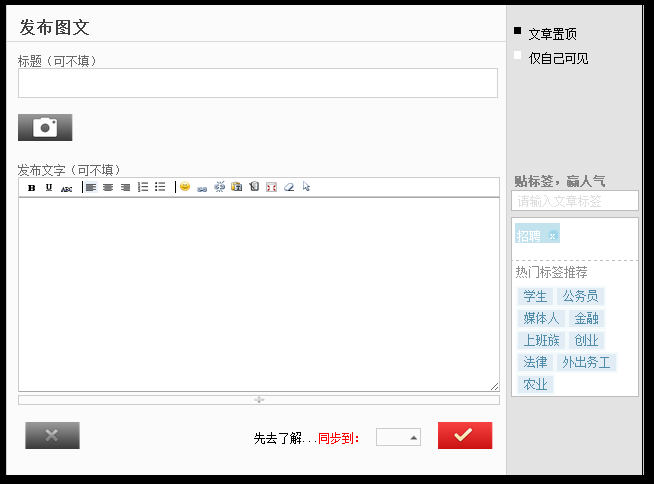 发布图文
标题（可不填）
发布文字（可不填）
B U ABC
先去了解...同步到：
文章置顶
仅自己可见
贴标签，赢人气
请输入文章标签
招聘 x
热门标签推荐
学生 公务员
媒体人 金融
上班族 创业
法律 外出务工
农业